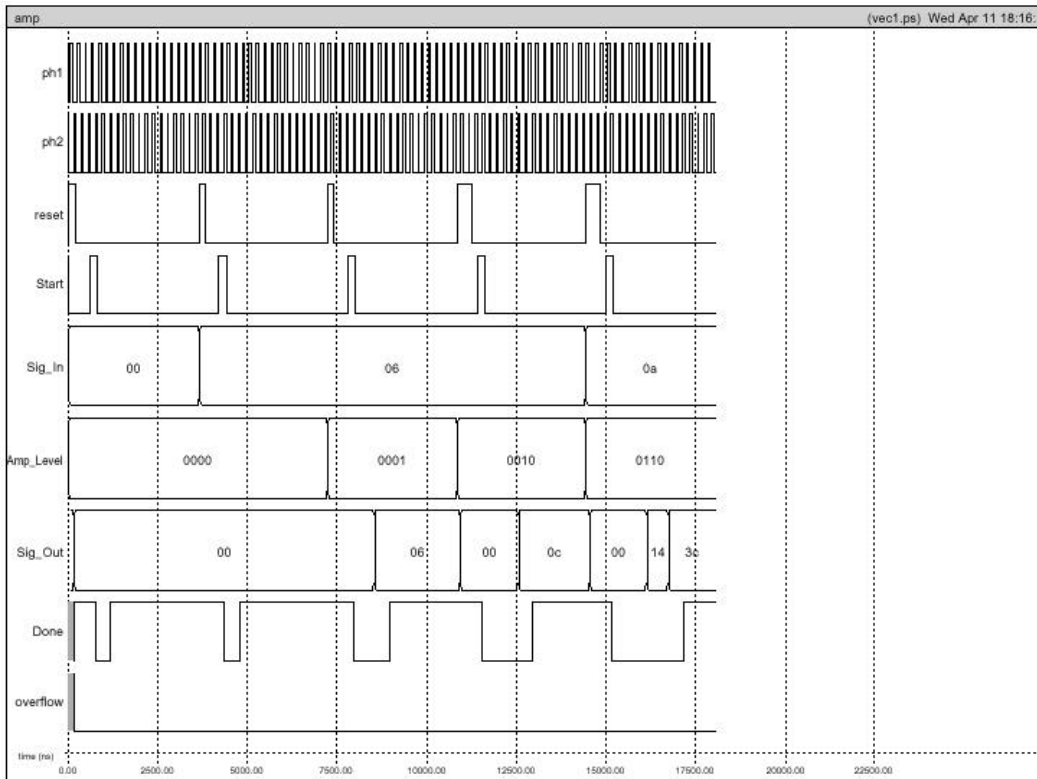 amp (vec1.ps) Wed Apr 11 18:16:
ph1
ph2
reset
Start
Sig_In 00 06 0a
Amp_Level 0000 0001 0010 0110
Sig_Out 00 06 00 0c 00 14 3c
Done
overflow
time (ns)
0.00 2500.00 5000.00 7500.00 10000.00 12500.00 15000.00 17500.00 20000.00 22500.00